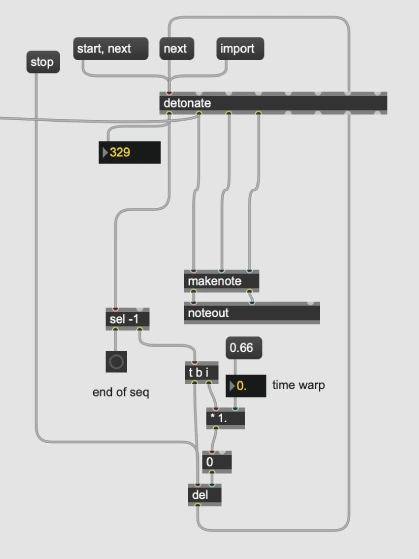 start, next
next
import
stop
detonate
329
makenote
noteout
sel -1
0.66
t b i
0.
time warp
end of seq
* 1.
0
del